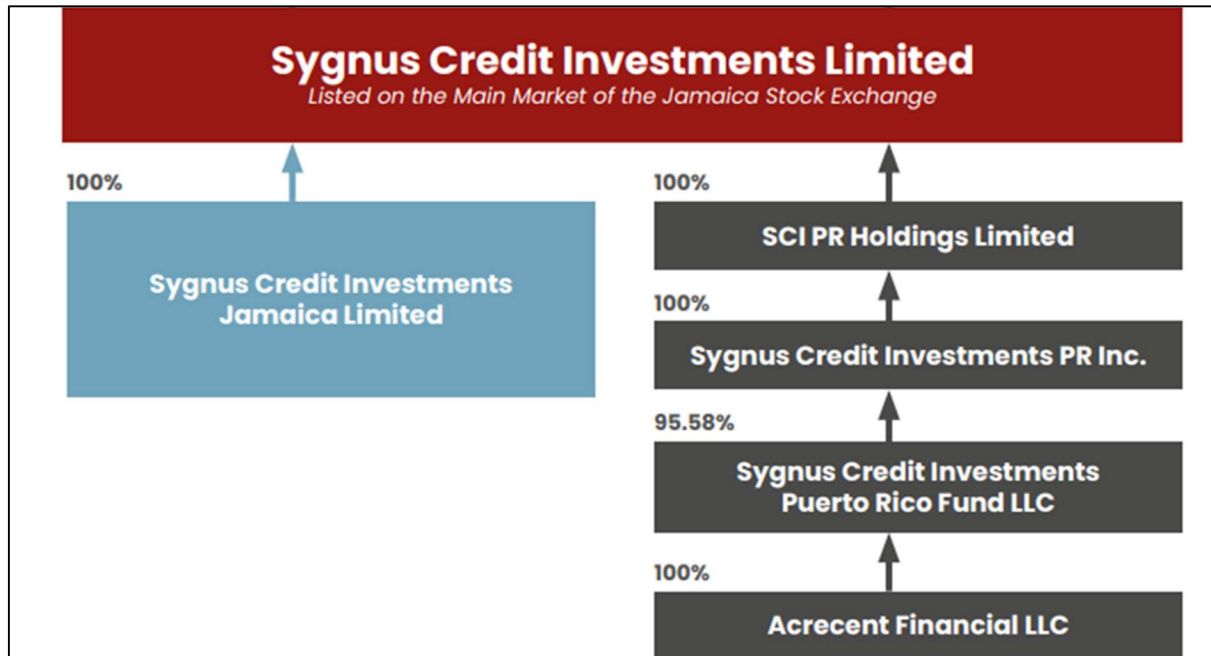 Sygnus Credit Investments Limited
Listed on the Main Market of the Jamaica Stock Exchange
100%
Sygnus Credit Investments
Jamaica Limited
100%
SCI PR Holdings Limited
100%
Sygnus Credit Investments PR Inc.
95.58%
Sygnus Credit Investments
Puerto Rico Fund LLC
100%
Acrecent Financial LLC